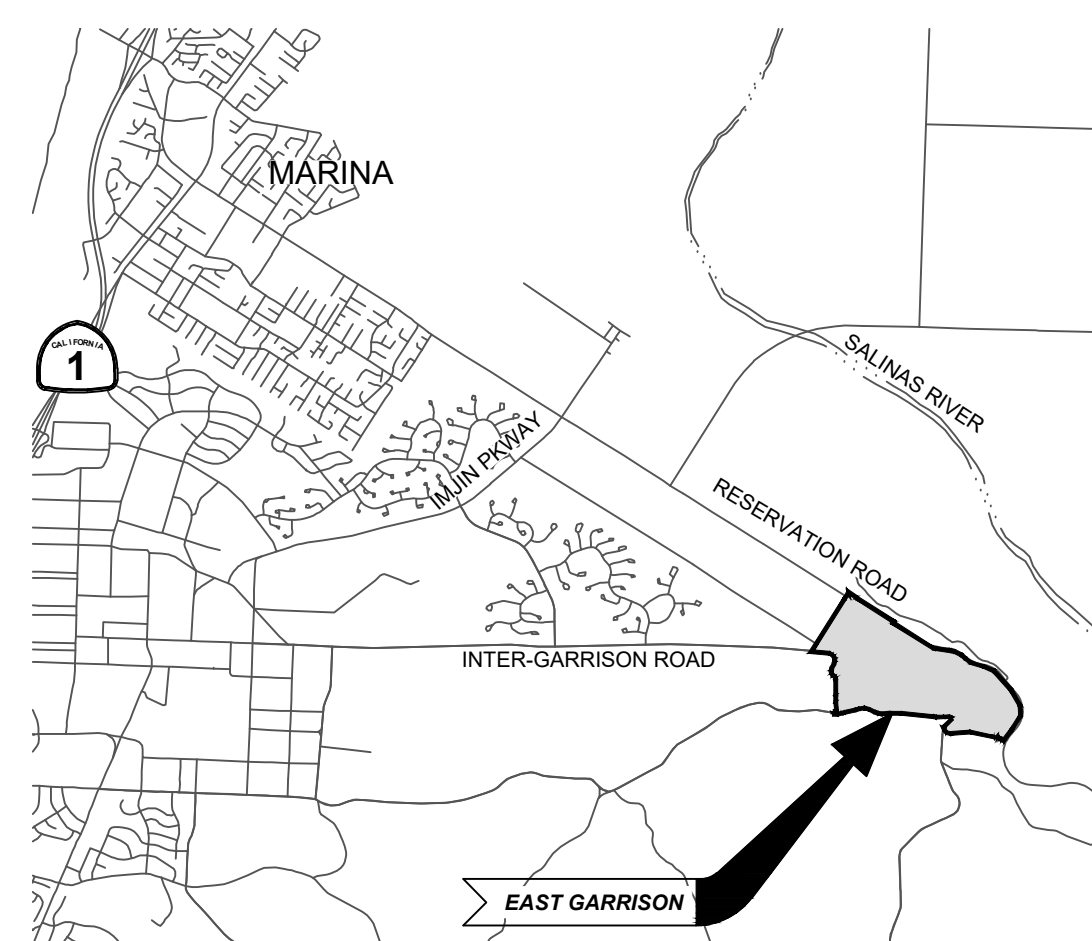 MARINA
CALIFORNIA
1
SALINAS RIVER
IMJIN PKWAY
RESERVATION ROAD
INTER-GARRISON ROAD
EAST GARRISON